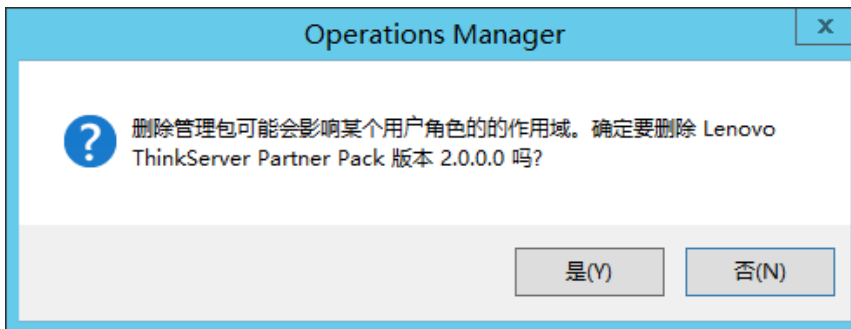 Operations Manager
x
?
删除管理包可能会影响某个用户角色的的作用域。确定要删除 Lenovo
ThinkServer Partner Pack 版本 2.0.0.0 吗?
是(Y)
否(N)